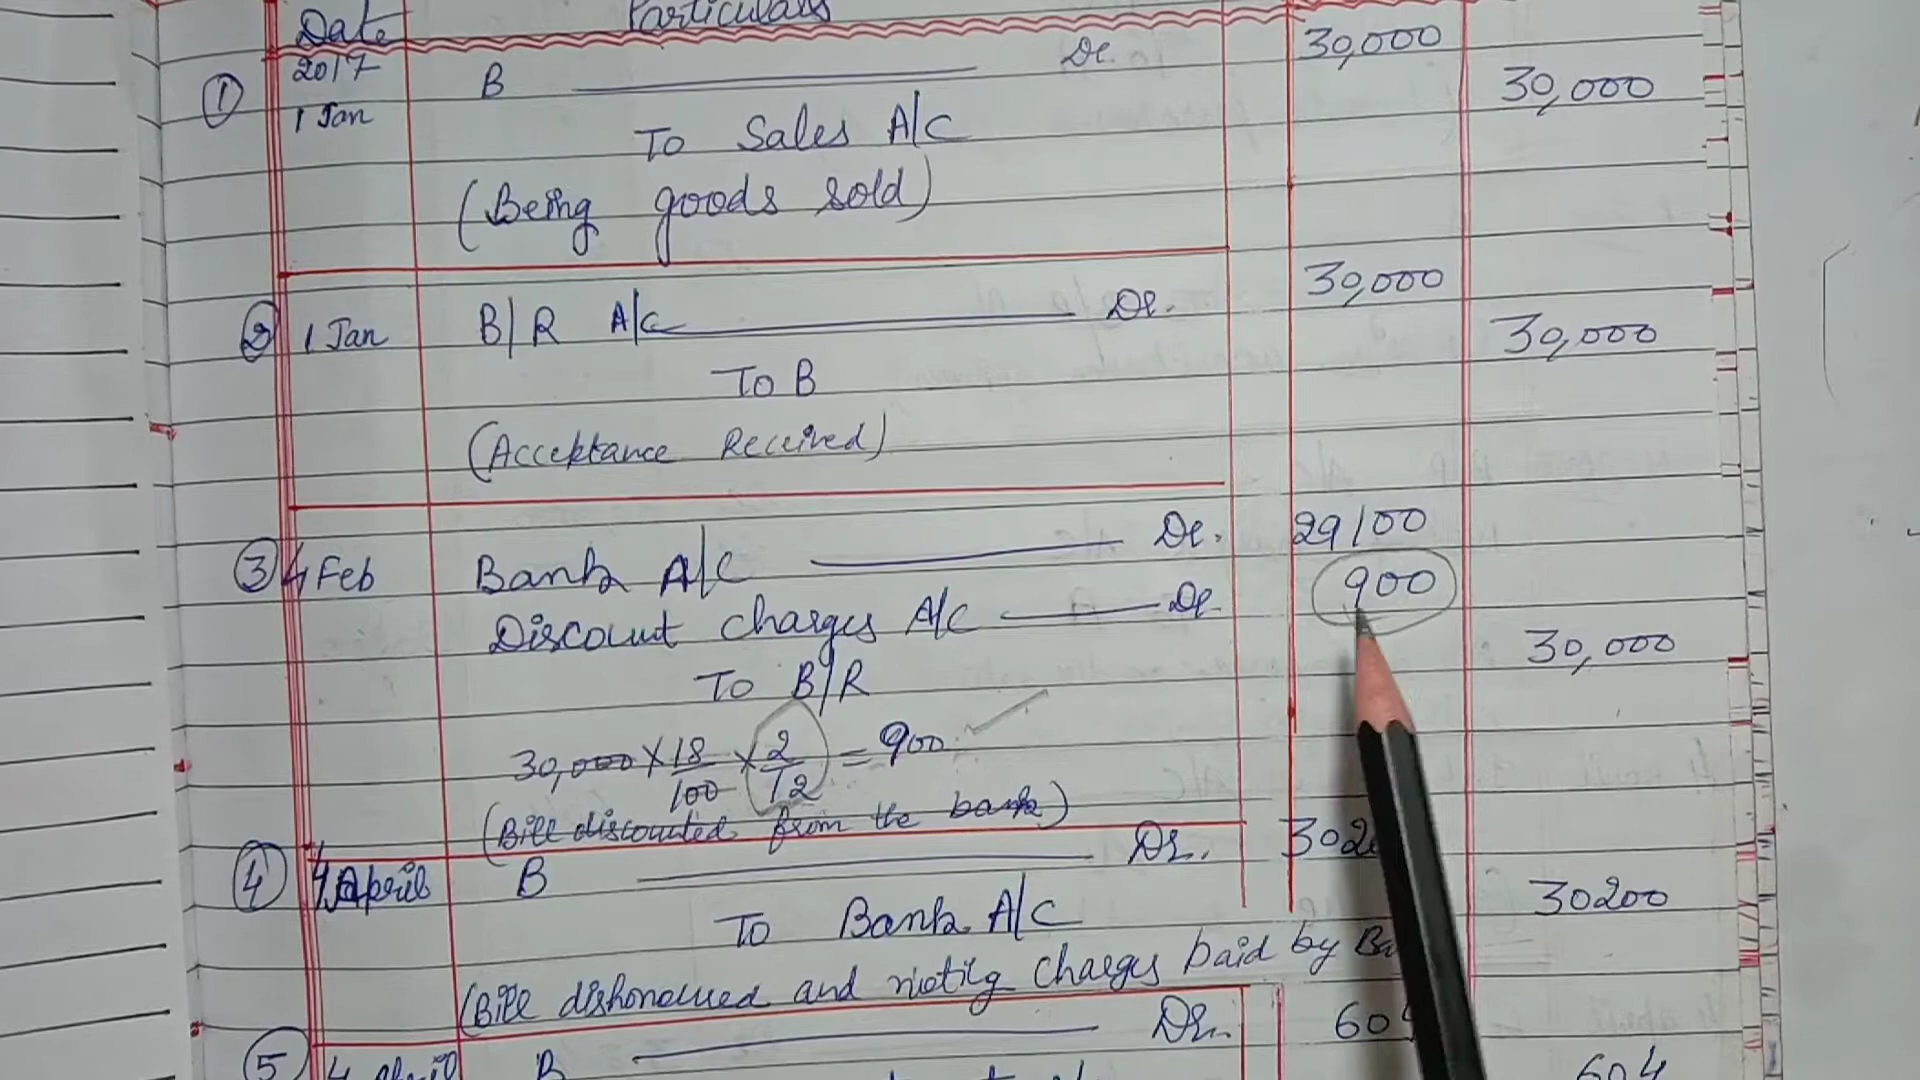 Date Particulars
2017
① 1 Jan B Dr. 30,000
To Sales A/C 30,000
(Being goods sold)
② 1 Jan B/R A/C Dr. 30,000
To B 30,000
(Acceptance Received)
③ 4 Feb Bank A/C Dr. 29100
Discount charges A/C Dr. 900
To B/R 30,000
30,000 × 18/100 × 2/12 = 900
(Bill discounted from the bank)
④ 4 April B Dr.
To Bank A/C 30200
(Bill dishonoured and noting charges paid by
⑤ 4 April B Dr.
604